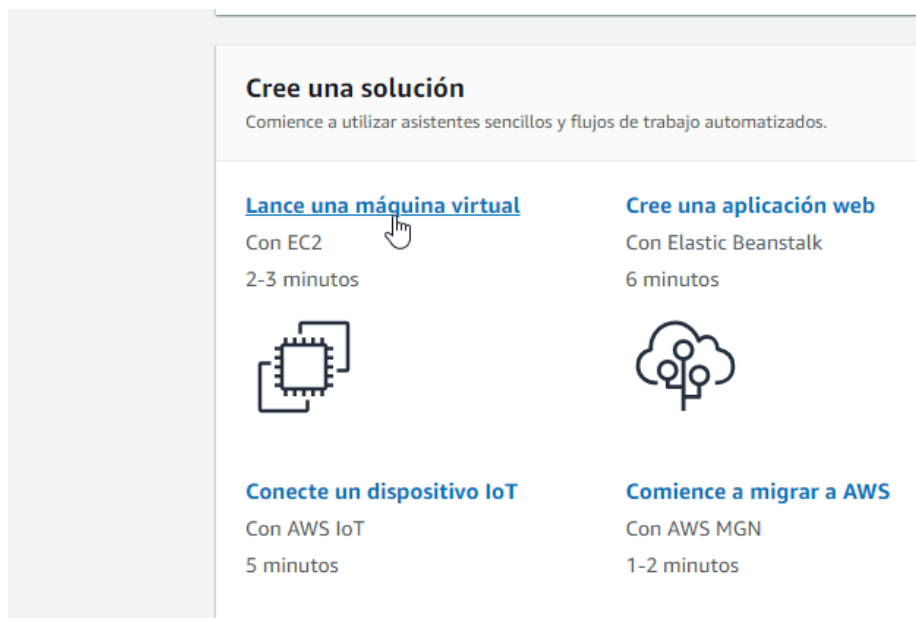 Cree una solución
Comience a utilizar asistentes sencillos y flujos de trabajo automatizados.
Lance una máquina virtual
Con EC2
2-3 minutos
Cree una aplicación web
Con Elastic Beanstalk
6 minutos
Conecte un dispositivo IoT
Con AWS IoT
5 minutos
Comience a migrar a AWS
Con AWS MGN
1-2 minutos